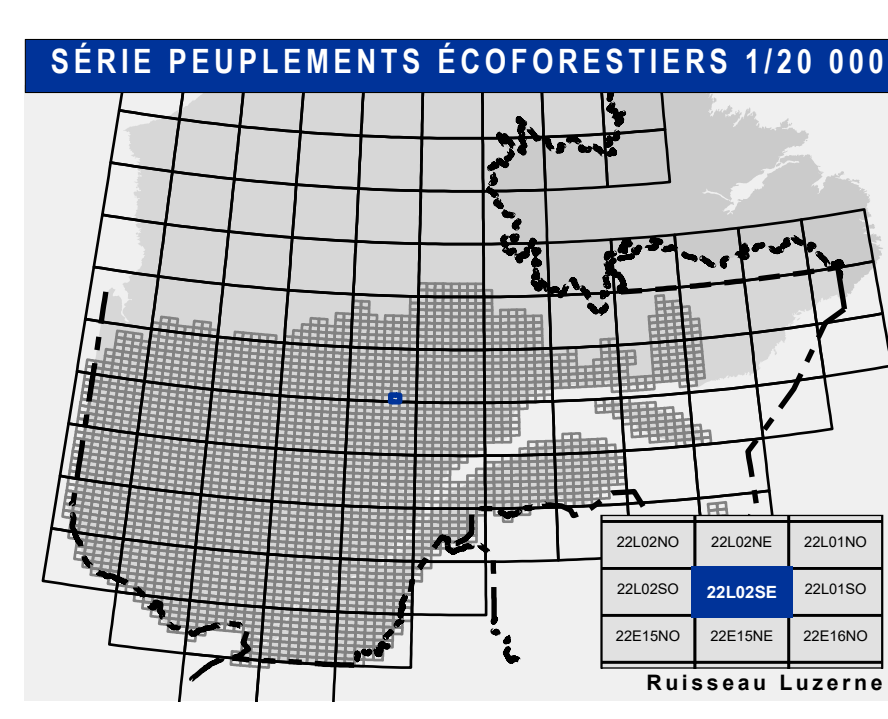 SÉRIE PEUPLEMENTS ÉCOFORESTIERS 1/20 000
22L02NO 22L02NE 22L01NO
22L02SO 22L02SE 22L01SO
22E15NO 22E15NE 22E16NO
Ruisseau Luzerne